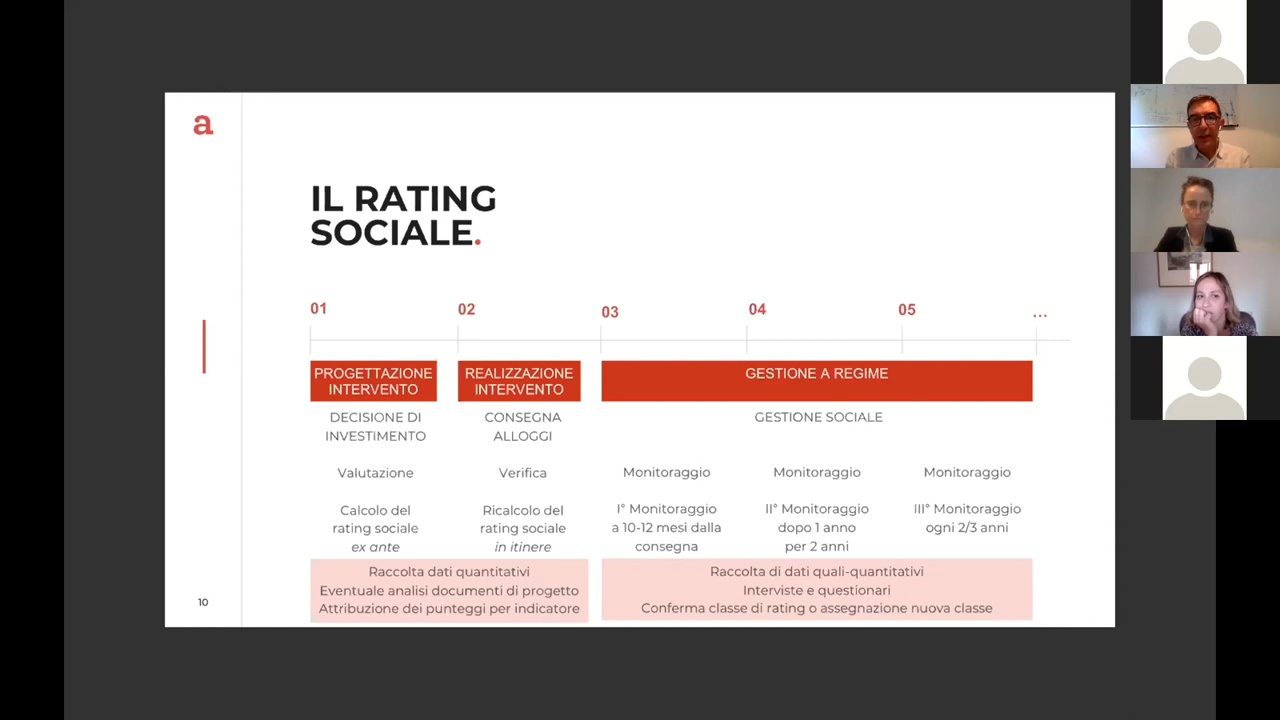 a
IL RATING
SOCIALE.
01
02
03
04
05
...
PROGETTAZIONE
INTERVENTO
REALIZZAZIONE
INTERVENTO
GESTIONE A REGIME
DECISIONE DI
INVESTIMENTO
CONSEGNA
ALLOGGI
GESTIONE SOCIALE
Valutazione
Verifica
Monitoraggio
Monitoraggio
Monitoraggio
Calcolo del
rating sociale
ex ante
Ricalcolo del
rating sociale
in itinere
I° Monitoraggio
a 10-12 mesi dalla
consegna
II° Monitoraggio
dopo 1 anno
per 2 anni
III° Monitoraggio
ogni 2/3 anni
Raccolta dati quantitativi
Eventuale analisi documenti di progetto
Attribuzione dei punteggi per indicatore
Raccolta di dati quali-quantitativi
Interviste e questionari
Conferma classe di rating o assegnazione nuova classe
10